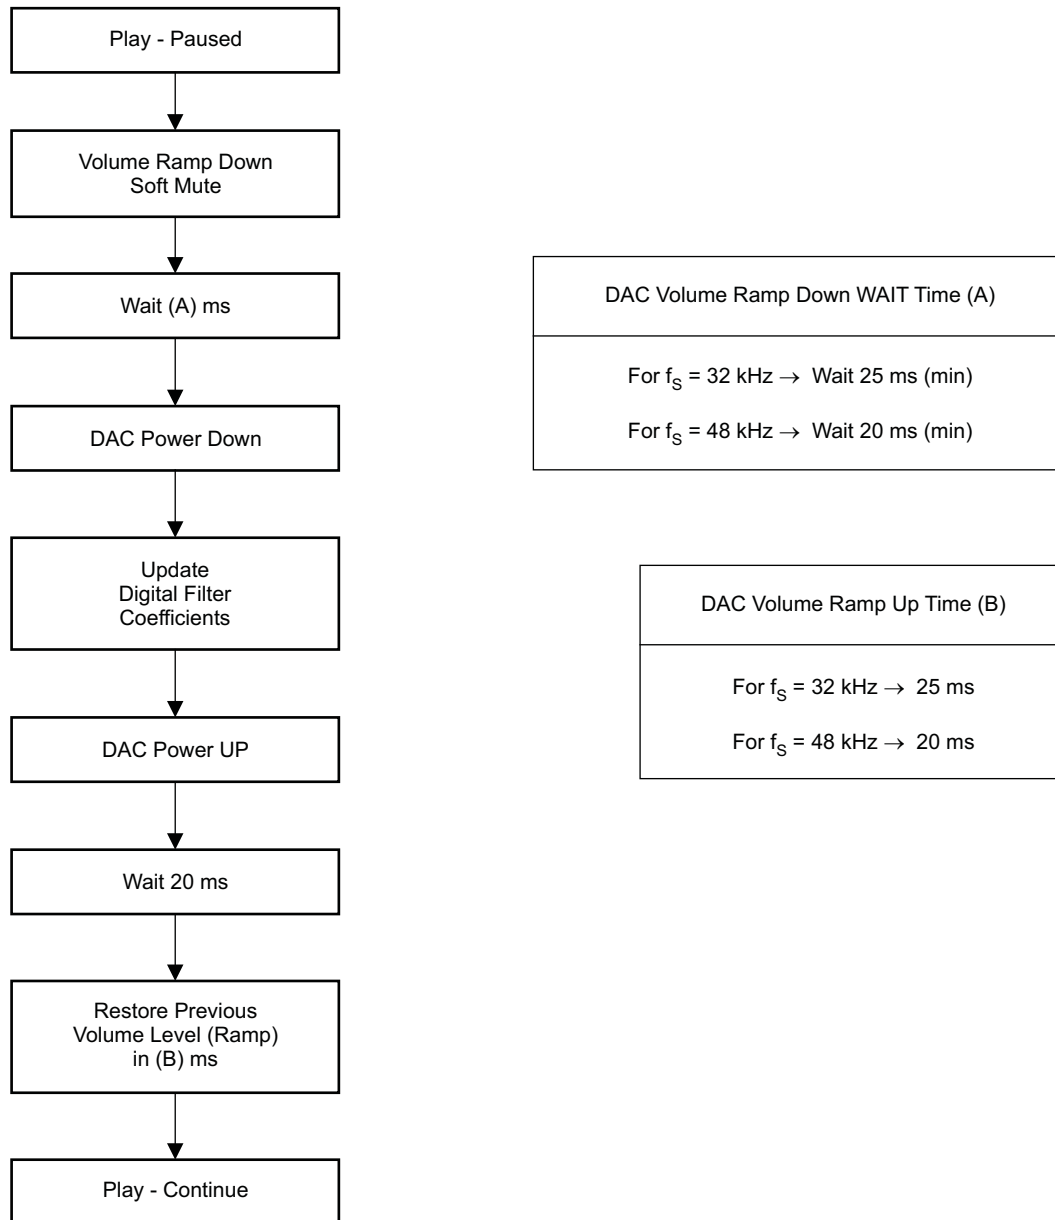 Play - Paused
Volume Ramp Down
Soft Mute
Wait (A) ms
DAC Power Down
Update
Digital Filter
Coefficients
DAC Power UP
Wait 20 ms
Restore Previous
Volume Level (Ramp)
in (B) ms
Play - Continue
DAC Volume Ramp Down WAIT Time (A)
For fS = 32 kHz → Wait 25 ms (min)
For fS = 48 kHz → Wait 20 ms (min)
DAC Volume Ramp Up Time (B)
For fS = 32 kHz → 25 ms
For fS = 48 kHz → 20 ms